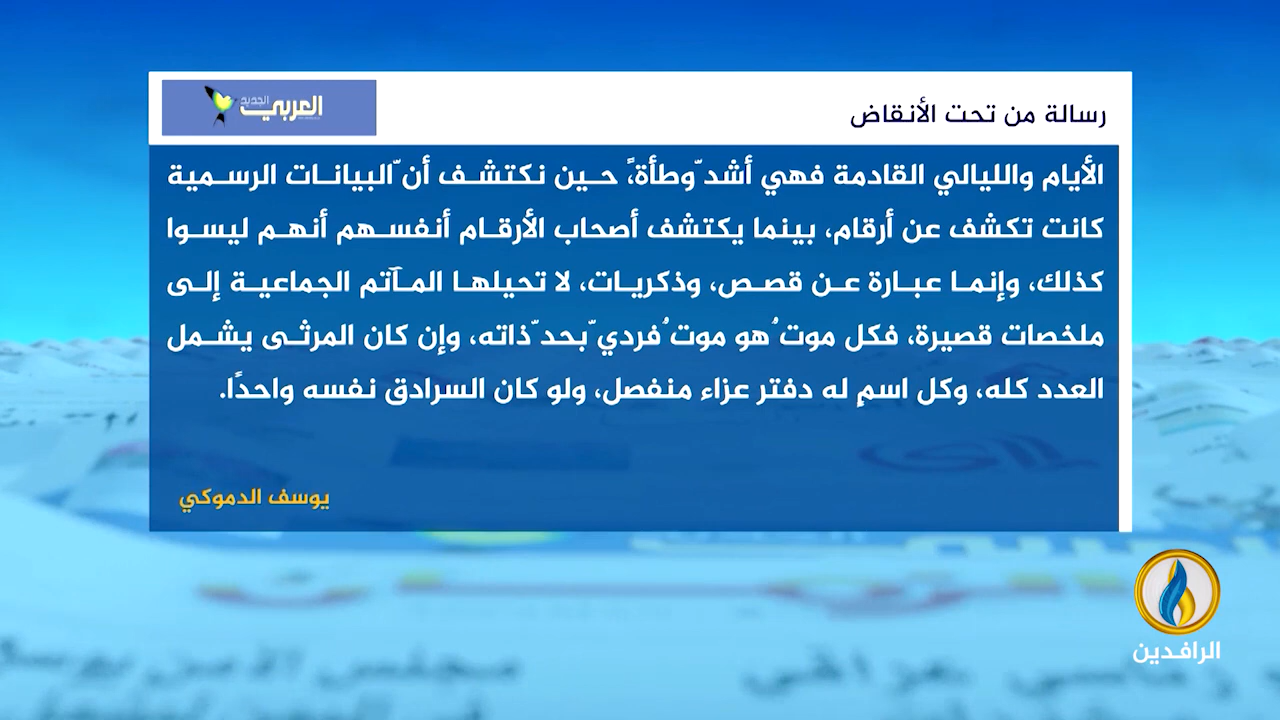 العربي الجديد
رسالة من تحت الأنقاض
الأيام والليالي القادمة فهي أشدّ وطأةً، حين نكتشف أنّ البيانات الرسمية
كانت تكشف عن أرقام، بينما يكتشف أصحاب الأرقام أنفسهم أنهم ليسوا
كذلك، وإنما عبارة عن قصص، وذكريات، لا تحيلها المآتم الجماعية إلى
ملخصات قصيرة، فكل موتُ هو موتُ فرديّ بحدّ ذاته، وإن كان المرثى يشمل
العدد كله، وكل اسمٍ له دفتر عزاء منفصل، ولو كان السرادق نفسه واحدًا.
يوسف الدموكي
الرافدين
مجلس الأمن